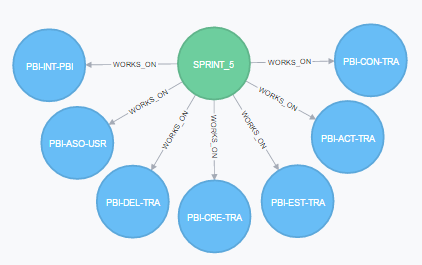 SPRINT_5
PBI-INT-PBI
WORKS_ON
WORKS_ON
PBI-CON-TRA
WORKS_ON
WORKS_ON
PBI-ASO-USR
WORKS_ON
WORKS_ON
WORKS_ON
PBI-ACT-TRA
PBI-DEL-TRA
PBI-CRE-TRA
PBI-EST-TRA